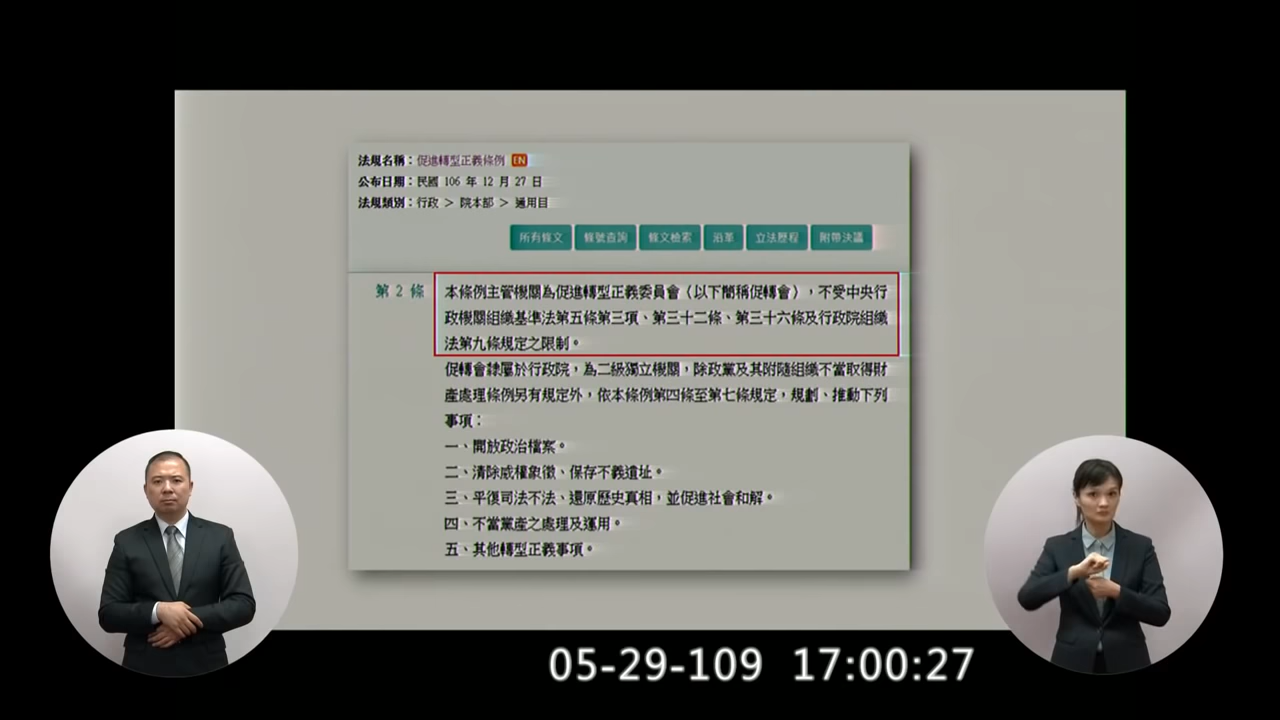 法規名稱：促進轉型正義條例 EN
公布日期：民國 106 年 12 月 27 日
法規類別：行政 > 院本部 > 通用目
所有條文 條號查詢 條文檢索 沿革 立法歷程 附帶決議
第 2 條
本條例主管機關為促進轉型正義委員會（以下簡稱促轉會），不受中央行
政機關組織基準法第五條第三項、第三十二條、第三十六條及行政院組織
法第九條規定之限制。
促轉會隸屬於行政院，為二級獨立機關，除政黨及其附隨組織不當取得財
產處理條例另有規定外，依本條例第四條至第七條規定，規劃、推動下列
事項：
一、開放政治檔案。
二、清除威權象徵、保存不義遺址。
三、平復司法不法、還原歷史真相，並促進社會和解。
四、不當黨產之處理及運用。
五、其他轉型正義事項。
05-29-109 17:00:27